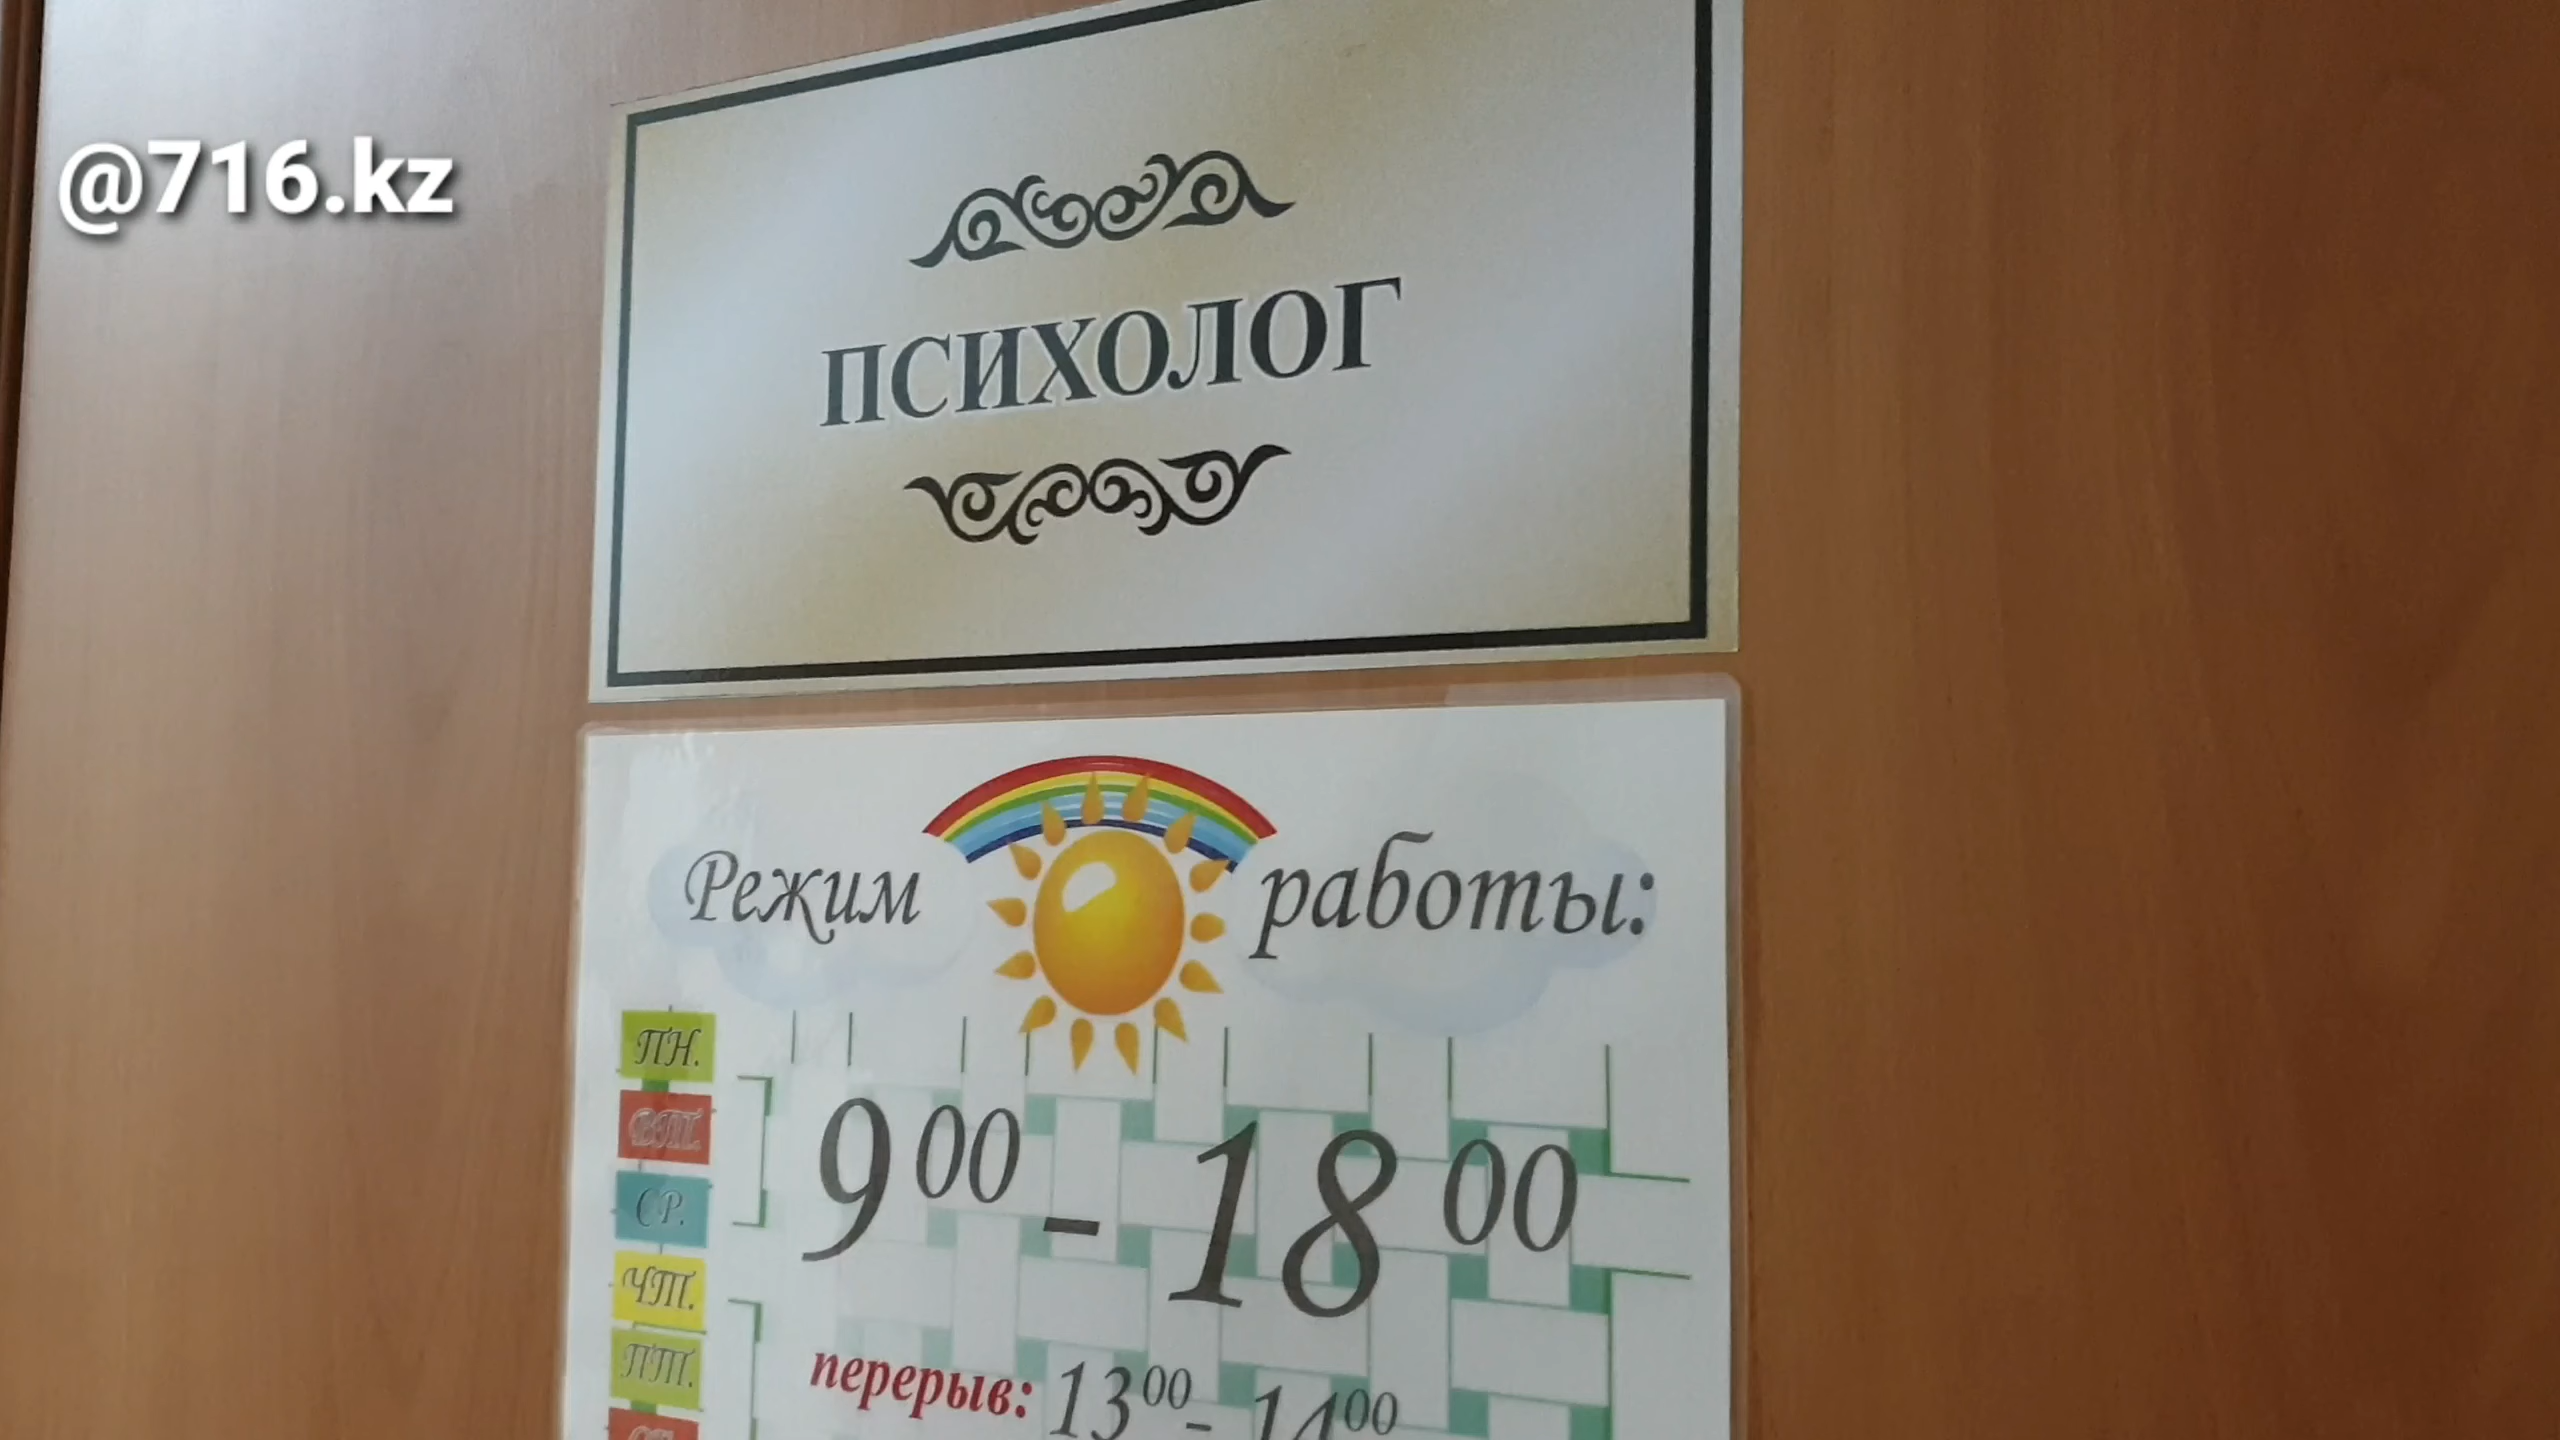 @716.kz
ПСИХОЛОГ
Режим работы:
ПН.
ВТ.
СР.
ЧТ.
ПТ.
9 00 - 18 00
перерыв: 13 00 - 14 00